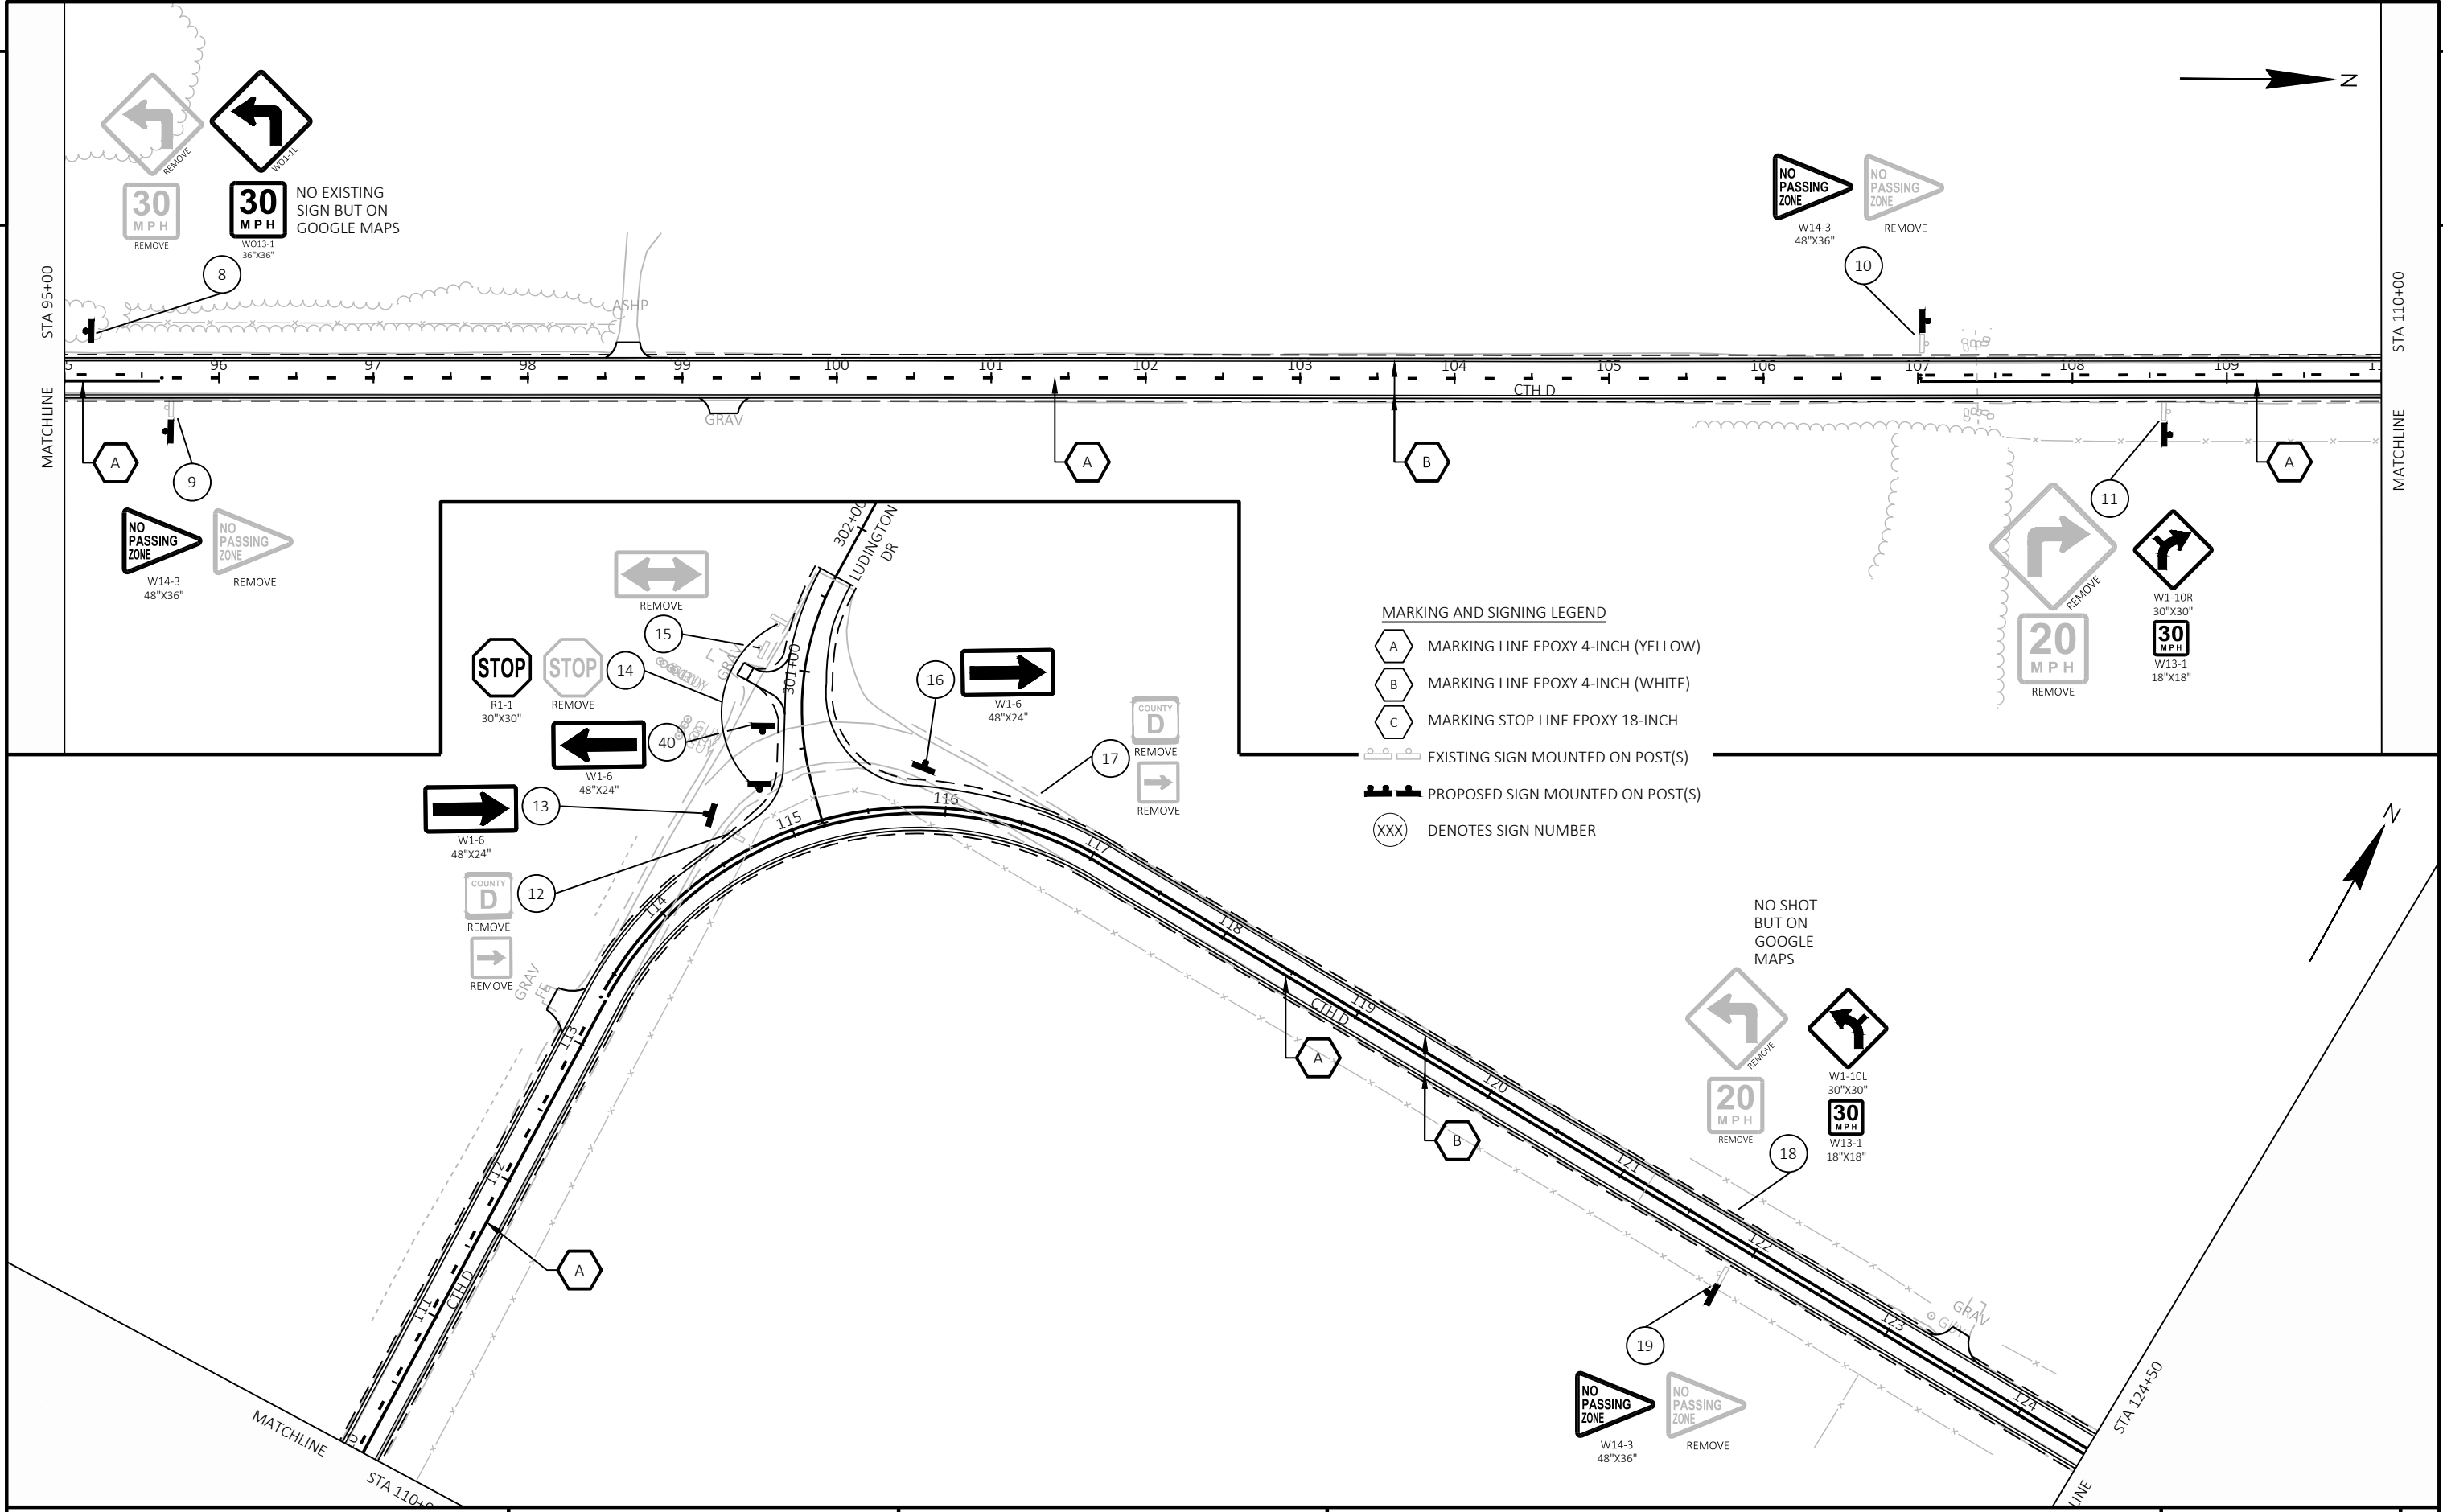 REMOVE
WO1-1L
30
MPH
REMOVE
30
MPH
WO13-1
36"X36"
NO EXISTING
SIGN BUT ON
GOOGLE MAPS
8
N
NO
PASSING
ZONE
W14-3
48"X36"
NO
PASSING
ZONE
REMOVE
10
STA 95+00
MATCHLINE
STA 110+00
MATCHLINE
ASHP
5
96
97
98
99
100
101
102
103
104
105
106
107
108
109
11
CTH D
GRAV
A
9
A
B
A
11
NO
PASSING
ZONE
W14-3
48"X36"
NO
PASSING
ZONE
REMOVE
REMOVE
20
MPH
REMOVE
W1-10R
30"X30"
30
MPH
W13-1
18"X18"
302+00
LUDINGTON
DR
REMOVE
15
STOP
R1-1
30"X30"
STOP
REMOVE
14
GRAV
301+00
16
W1-6
48"X24"
W1-6
48"X24"
40
17
COUNTY
D
REMOVE
REMOVE
W1-6
48"X24"
13
COUNTY
D
REMOVE
REMOVE
12
MARKING AND SIGNING LEGEND
A MARKING LINE EPOXY 4-INCH (YELLOW)
B MARKING LINE EPOXY 4-INCH (WHITE)
C MARKING STOP LINE EPOXY 18-INCH
EXISTING SIGN MOUNTED ON POST(S)
PROPOSED SIGN MOUNTED ON POST(S)
XXX DENOTES SIGN NUMBER
N
GRAV
111
112
113
114
115
116
117
118
119
120
121
122
123
124
CTH D
CTH D
A
A
B
NO SHOT
BUT ON
GOOGLE
MAPS
REMOVE
20
MPH
REMOVE
W1-10L
30"X30"
30
MPH
W13-1
18"X18"
18
19
NO
PASSING
ZONE
W14-3
48"X36"
NO
PASSING
ZONE
REMOVE
GRAV
MATCHLINE
STA 110+0
STA 124+50
LINE